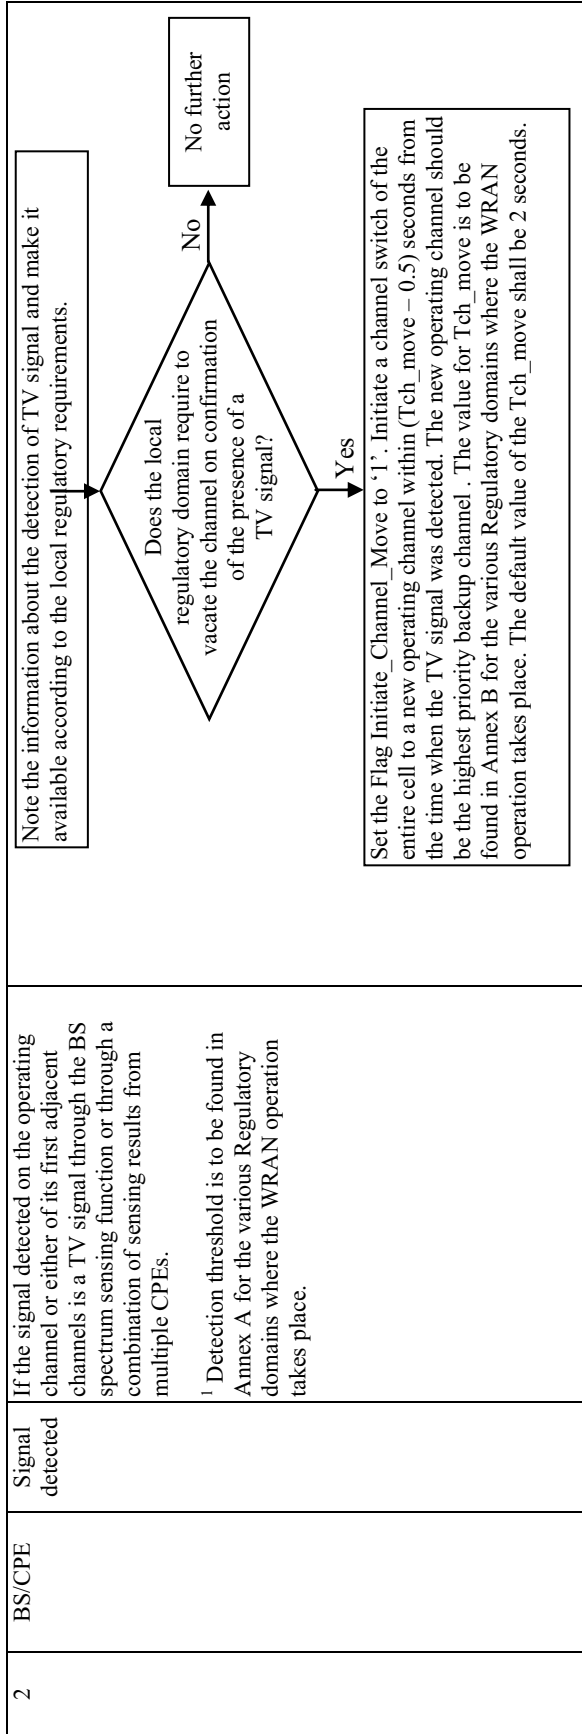 2
BS/CPE
Signal
detected
If the signal detected on the operating
channel or either of its first adjacent
channels is a TV signal through the BS
spectrum sensing function or through a
combination of sensing results from
multiple CPEs.
¹ Detection threshold is to be found in
Annex A for the various Regulatory
domains where the WRAN operation
takes place.
Note the information about the detection of TV signal and make it
available according to the local regulatory requirements.
Does the local
regulatory domain require to
vacate the channel on confirmation
of the presence of a
TV signal?
No
No further
action
Yes
Set the Flag Initiate_Channel_Move to ‘1’. Initiate a channel switch of the
entire cell to a new operating channel within (Tch_move – 0.5) seconds from
the time when the TV signal was detected. The new operating channel should
be the highest priority backup channel . The value for Tch_move is to be
found in Annex B for the various Regulatory domains where the WRAN
operation takes place. The default value of the Tch_move shall be 2 seconds.